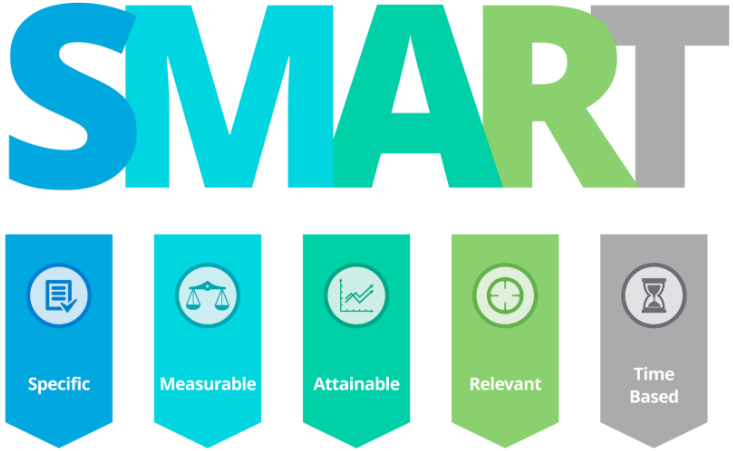 SMART
Specific
Measurable
Attainable
Relevant
Time
Based